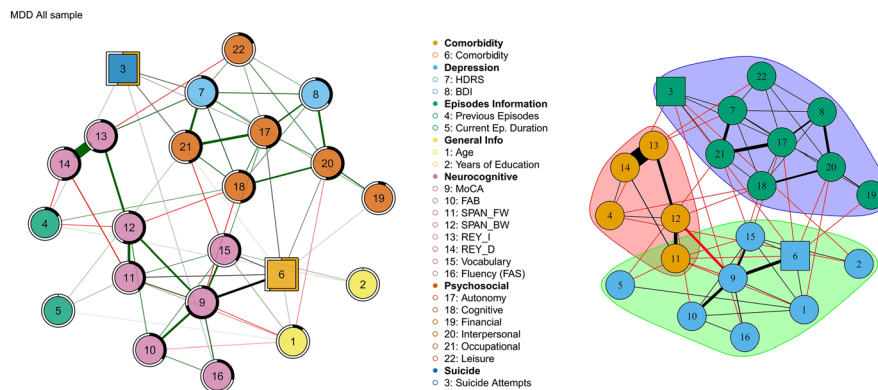 MDD All sample
22
3
7
8
13
17
21
14
20
18
19
4
12
15
11
6
2
9
5
1
10
16
Comorbidity
6: Comorbidity
Depression
7: HDRS
8: BDI
Episodes Information
4: Previous Episodes
5: Current Ep. Duration
General Info
1: Age
2: Years of Education
Neurocognitive
9: MoCA
10: FAB
11: SPAN_FW
12: SPAN_BW
13: REY_I
14: REY_D
15: Vocabulary
16: Fluency (FAS)
Psychosocial
17: Autonomy
18: Cognitive
19: Financial
20: Interpersonal
21: Occupational
22: Leisure
Suicide
3: Suicide Attempts
22
3
7
8
13
17
21
14
20
18
19
4
12
15
6
11
2
9
5
1
10
16